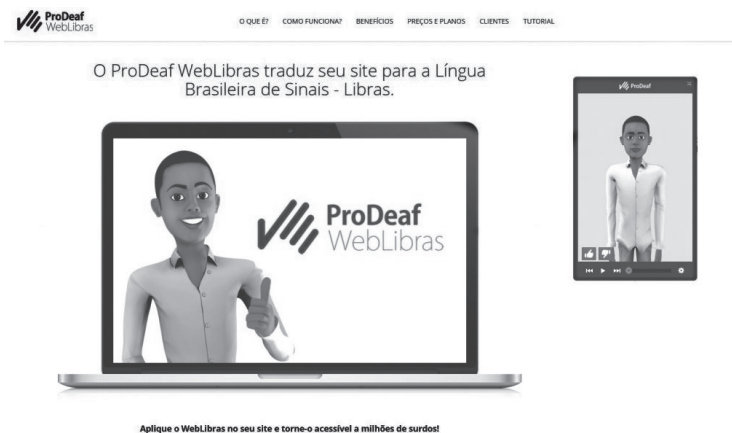 ProDeaf
WebLibras
O QUE É? COMO FUNCIONA? BENEFÍCIOS PREÇOS E PLANOS CLIENTES TUTORIAL
O ProDeaf WebLibras traduz seu site para a Língua
Brasileira de Sinais - Libras.
ProDeaf
ProDeaf
WebLibras
Aplique o WebLibras no seu site e torne-o acessível a milhões de surdos!